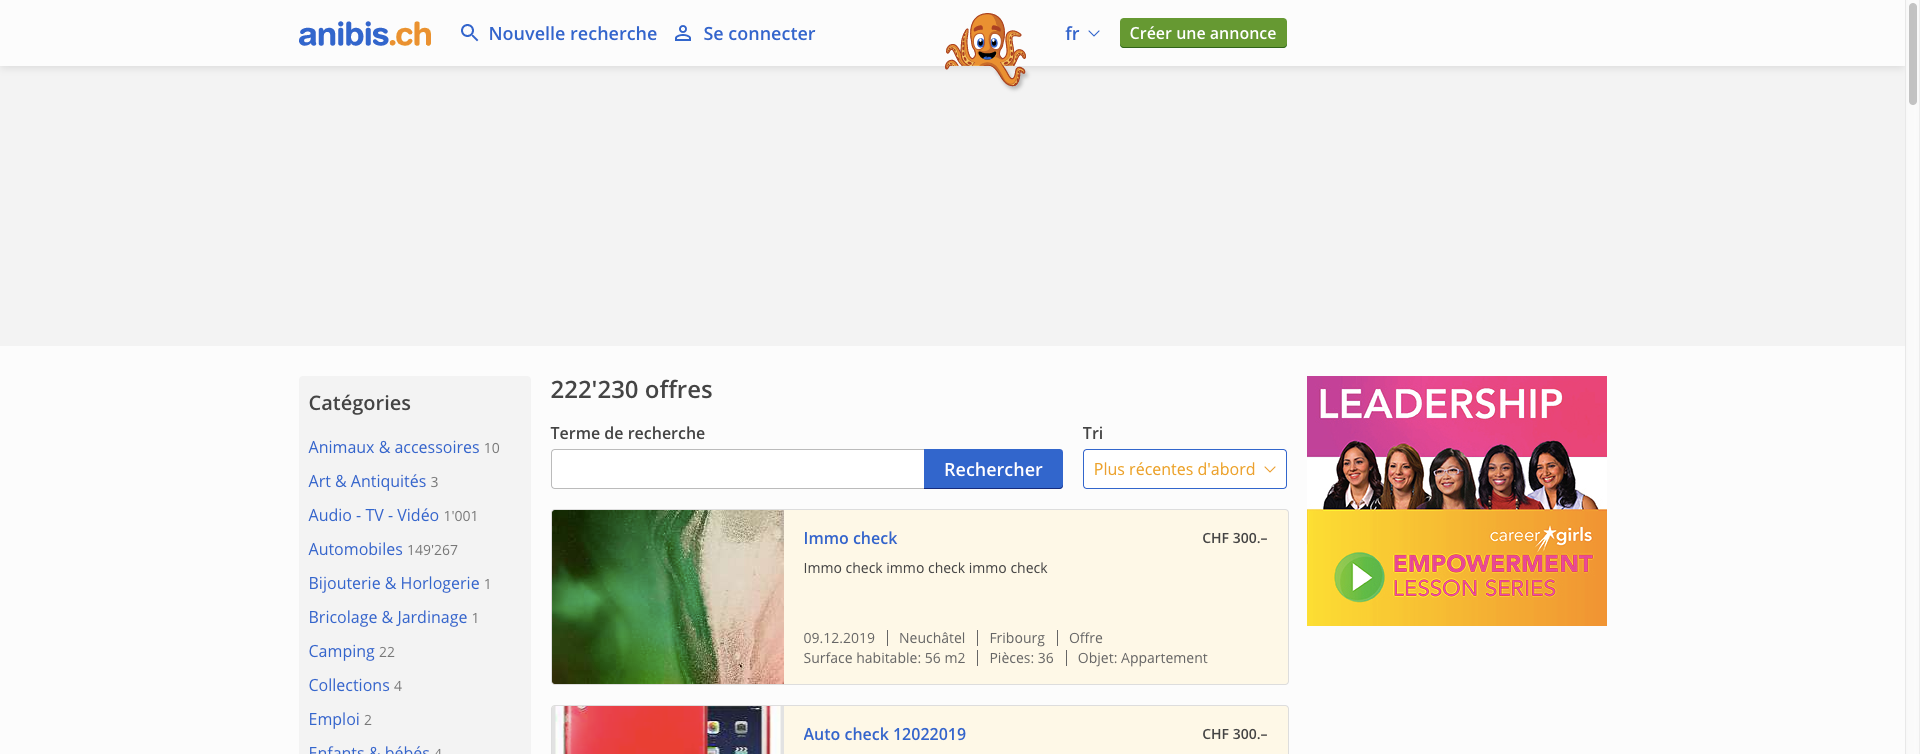 anibis.ch
Nouvelle recherche
Se connecter
fr
Créer une annonce
Catégories
Animaux & accessoires 10
Art & Antiquités 3
Audio - TV - Vidéo 1'001
Automobiles 149'267
Bijouterie & Horlogerie 1
Bricolage & Jardinage 1
Camping 22
Collections 4
Emploi 2
Enfants & bébés 4
222'230 offres
Terme de recherche
Rechercher
Tri
Plus récentes d'abord
Immo check
CHF 300.–
Immo check immo check immo check
09.12.2019 | Neuchâtel | Fribourg | Offre
Surface habitable: 56 m2 | Pièces: 36 | Objet: Appartement
Auto check 12022019
CHF 300.–
LEADERSHIP
career girls
EMPOWERMENT
LESSON SERIES